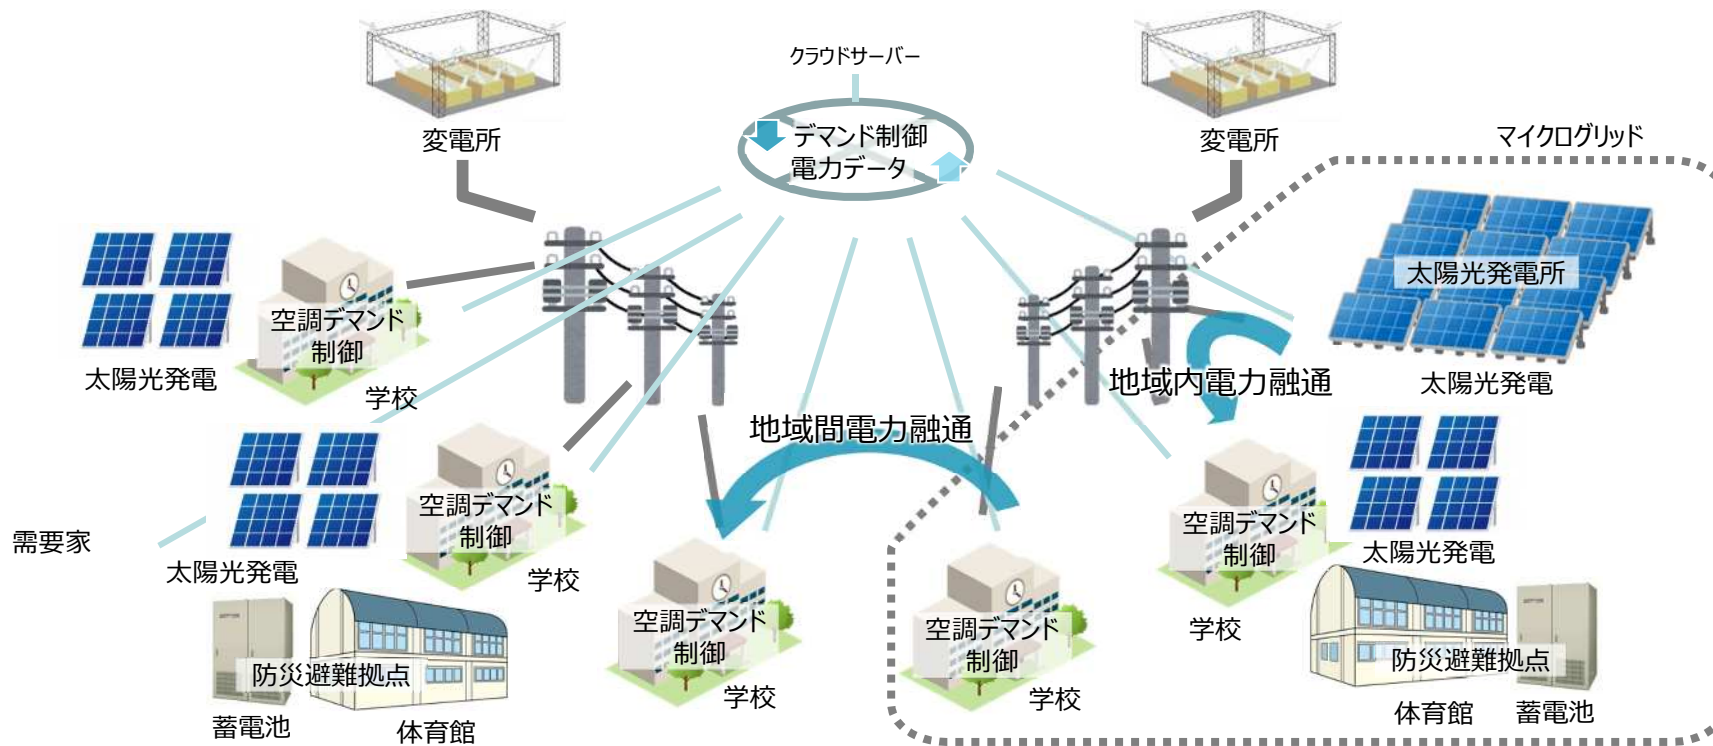 クラウドサーバー
変電所
デマンド制御
電力データ
変電所
マイクログリッド
太陽光発電所
空調デマンド
制御
太陽光発電
学校
地域内電力融通
太陽光発電
地域間電力融通
空調デマンド
制御
空調デマンド
制御
需要家
太陽光発電
学校
太陽光発電
空調デマンド
制御
学校
空調デマンド
制御
学校
学校
防災避難拠点
防災避難拠点
蓄電池
体育館
体育館
蓄電池